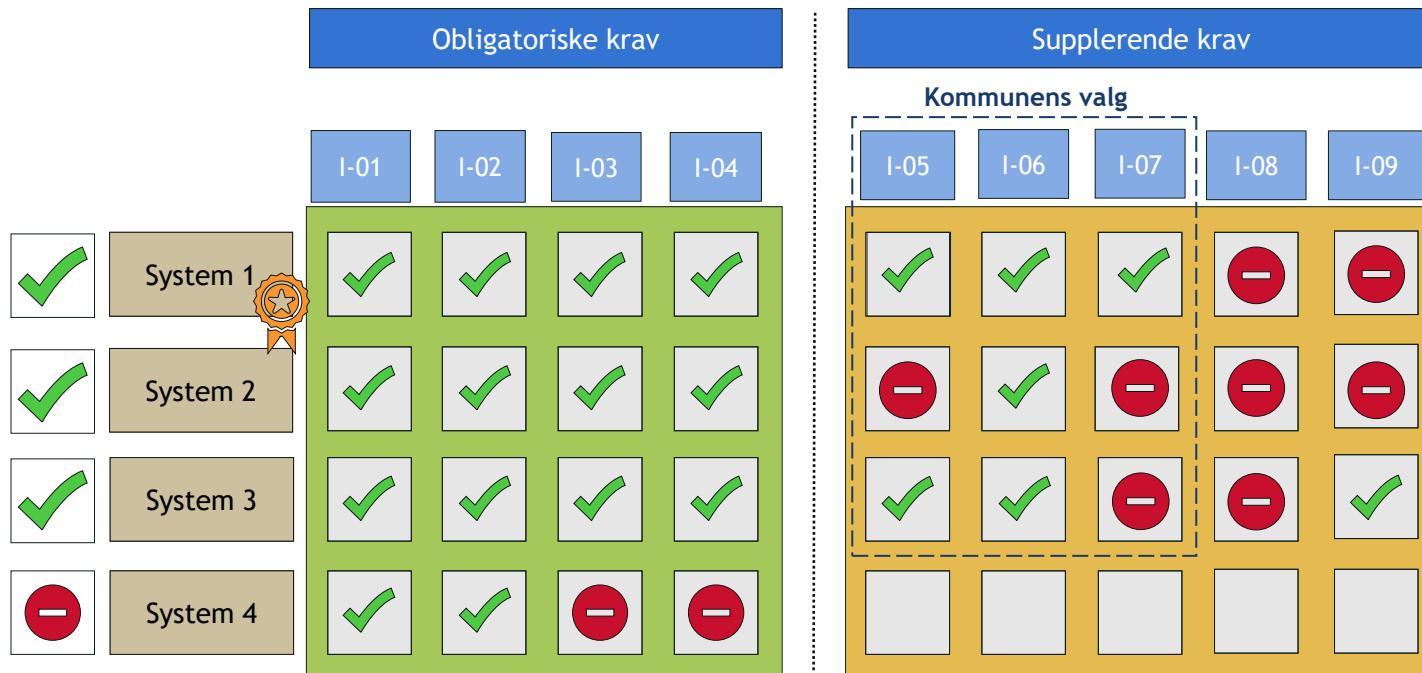 Obligatoriske krav
Supplerende krav
Kommunens valg
I-01
I-02
I-03
I-04
I-05
I-06
I-07
I-08
I-09
System 1
System 2
System 3
System 4